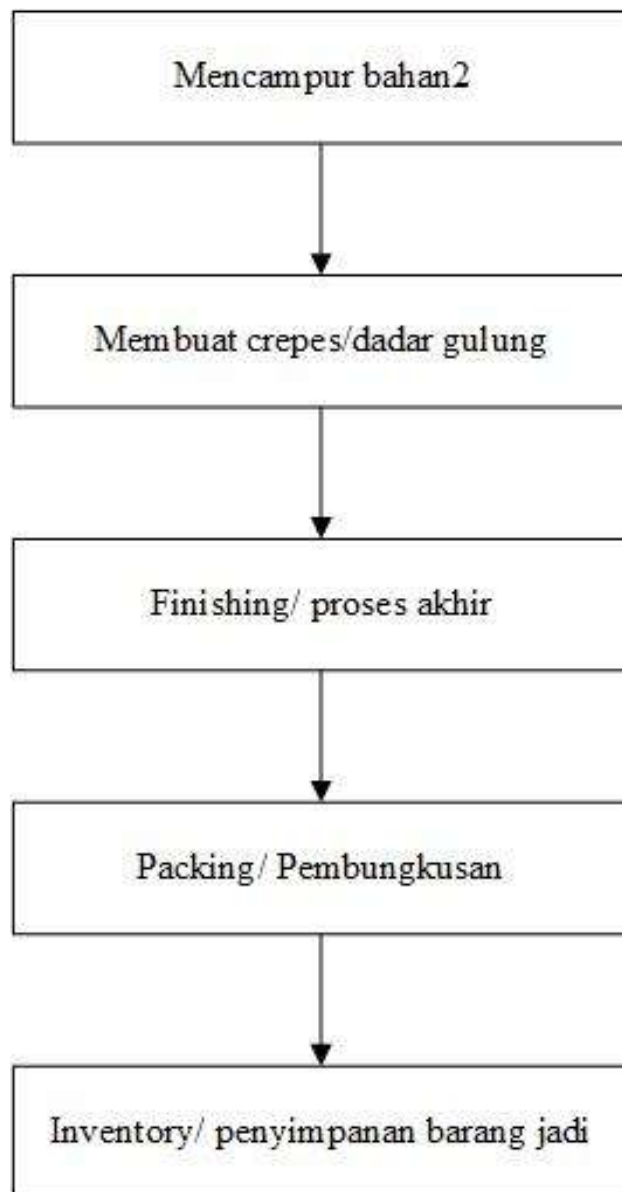 Mencampur bahan2
Membuat crepes/dadar gulung
Finishing/ proses akhir
Packing/ Pembungkusan
Inventory/ penyimpanan barang jadi